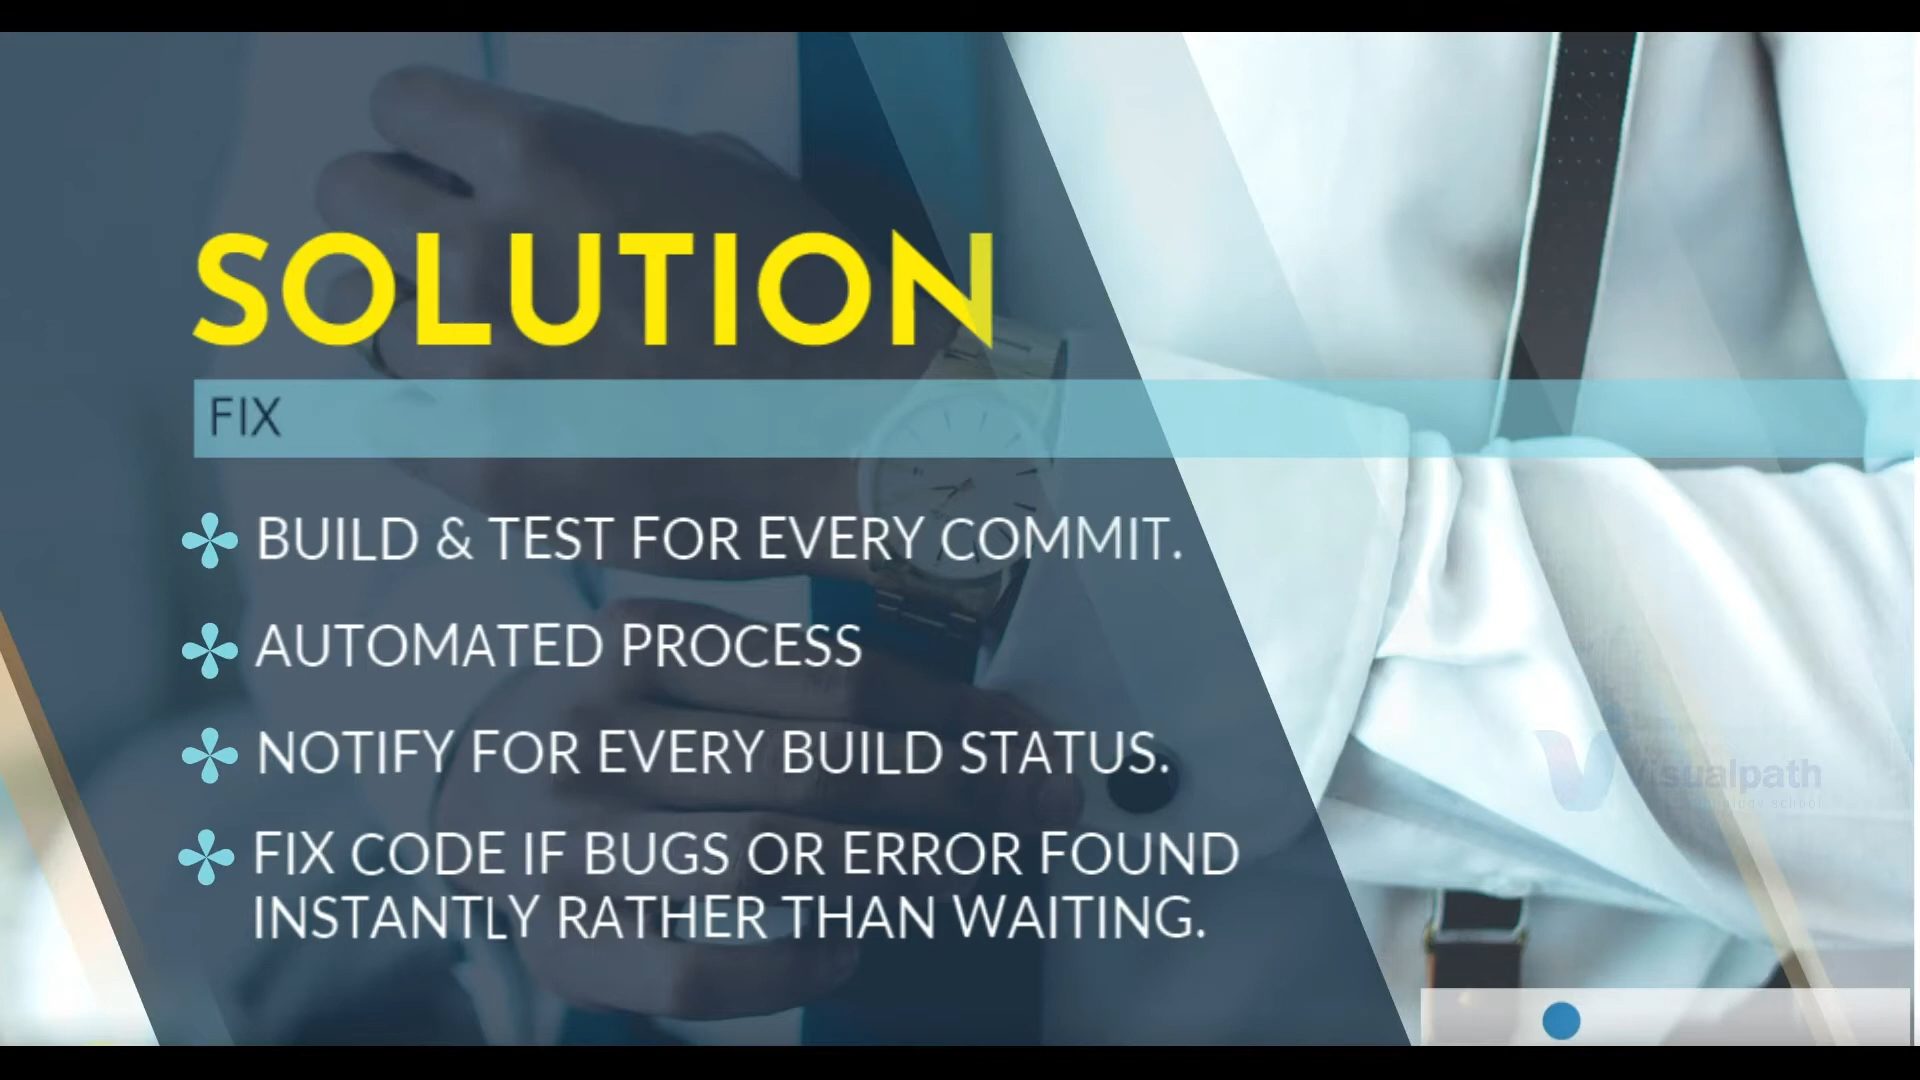 SOLUTION
FIX
BUILD & TEST FOR EVERY COMMIT.
AUTOMATED PROCESS
NOTIFY FOR EVERY BUILD STATUS.
FIX CODE IF BUGS OR ERROR FOUND
INSTANTLY RATHER THAN WAITING.
Visualpath